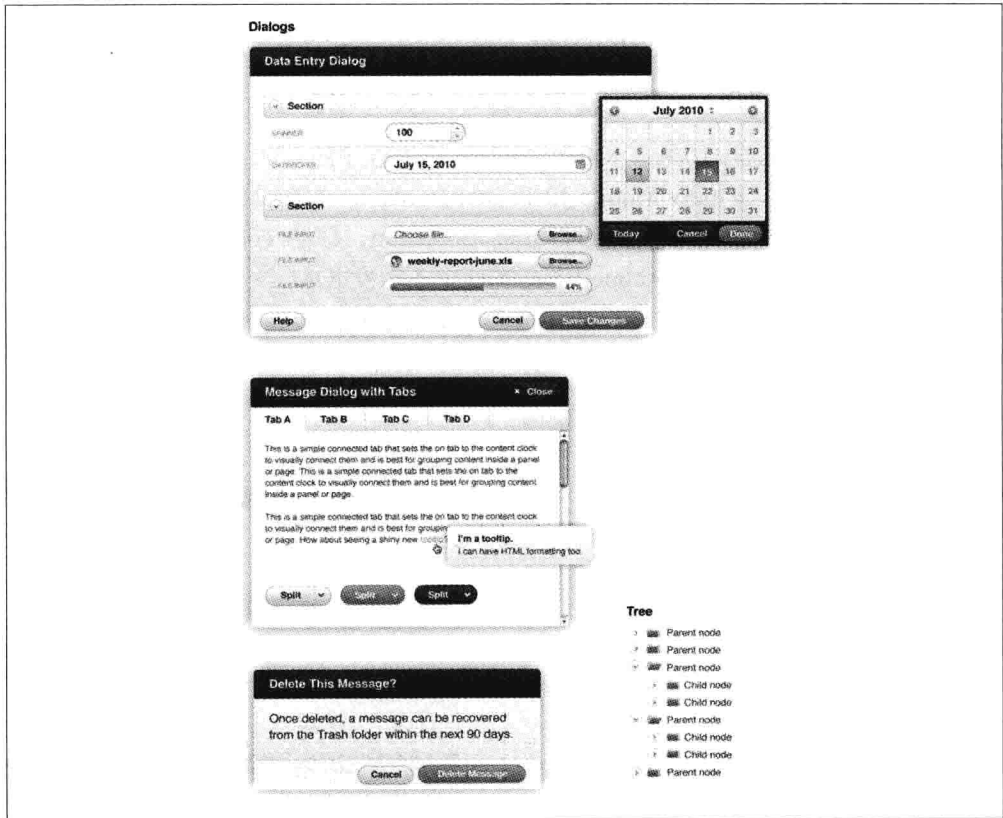 Dialogs
Data Entry Dialog
Section
SPINNER
100
DATEPICKER
July 15, 2010
Section
FILE INPUT
Choose file...
Browse...
FILE INPUT
weekly-report-june.xls
Browse...
FILE INPUT
44%
Help
Cancel
Save Changes
July 2010
1 2 3
4 5 6 7 8 9 10
11 12 13 14 15 16 17
18 19 20 21 22 23 24
25 26 27 28 29 30 31
Today
Cancel
Done
Message Dialog with Tabs
× Close
Tab A
Tab B
Tab C
Tab D
This is a simple connected tab that sets the on tab to the content clock
to visually connect them and is best for grouping content inside a panel
or page. This is a simple connected tab that sets the on tab to the
content clock to visually connect them and is best for grouping content
inside a panel or page.
This is a simple connected tab that sets the on tab to the content clock
to visually connect them and is best for grouping
or page. How about seeing a shiny new
I'm a tooltip.
I can have HTML formatting too.
Split
Split
Split
Delete This Message?
Once deleted, a message can be recovered
from the Trash folder within the next 90 days.
Cancel
Delete Message
Tree
Parent node
Parent node
Parent node
Child node
Child node
Parent node
Child node
Child node
Parent node